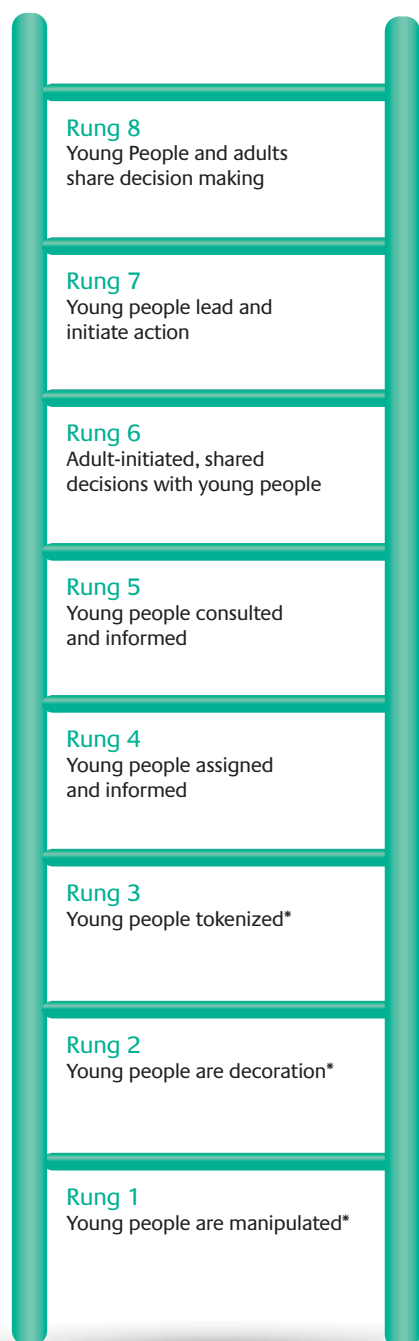 Rung 8
Young People and adults
share decision making
Rung 7
Young people lead and
initiate action
Rung 6
Adult-initiated, shared
decisions with young people
Rung 5
Young people consulted
and informed
Rung 4
Young people assigned
and informed
Rung 3
Young people tokenized*
Rung 2
Young people are decoration*
Rung 1
Young people are manipulated*